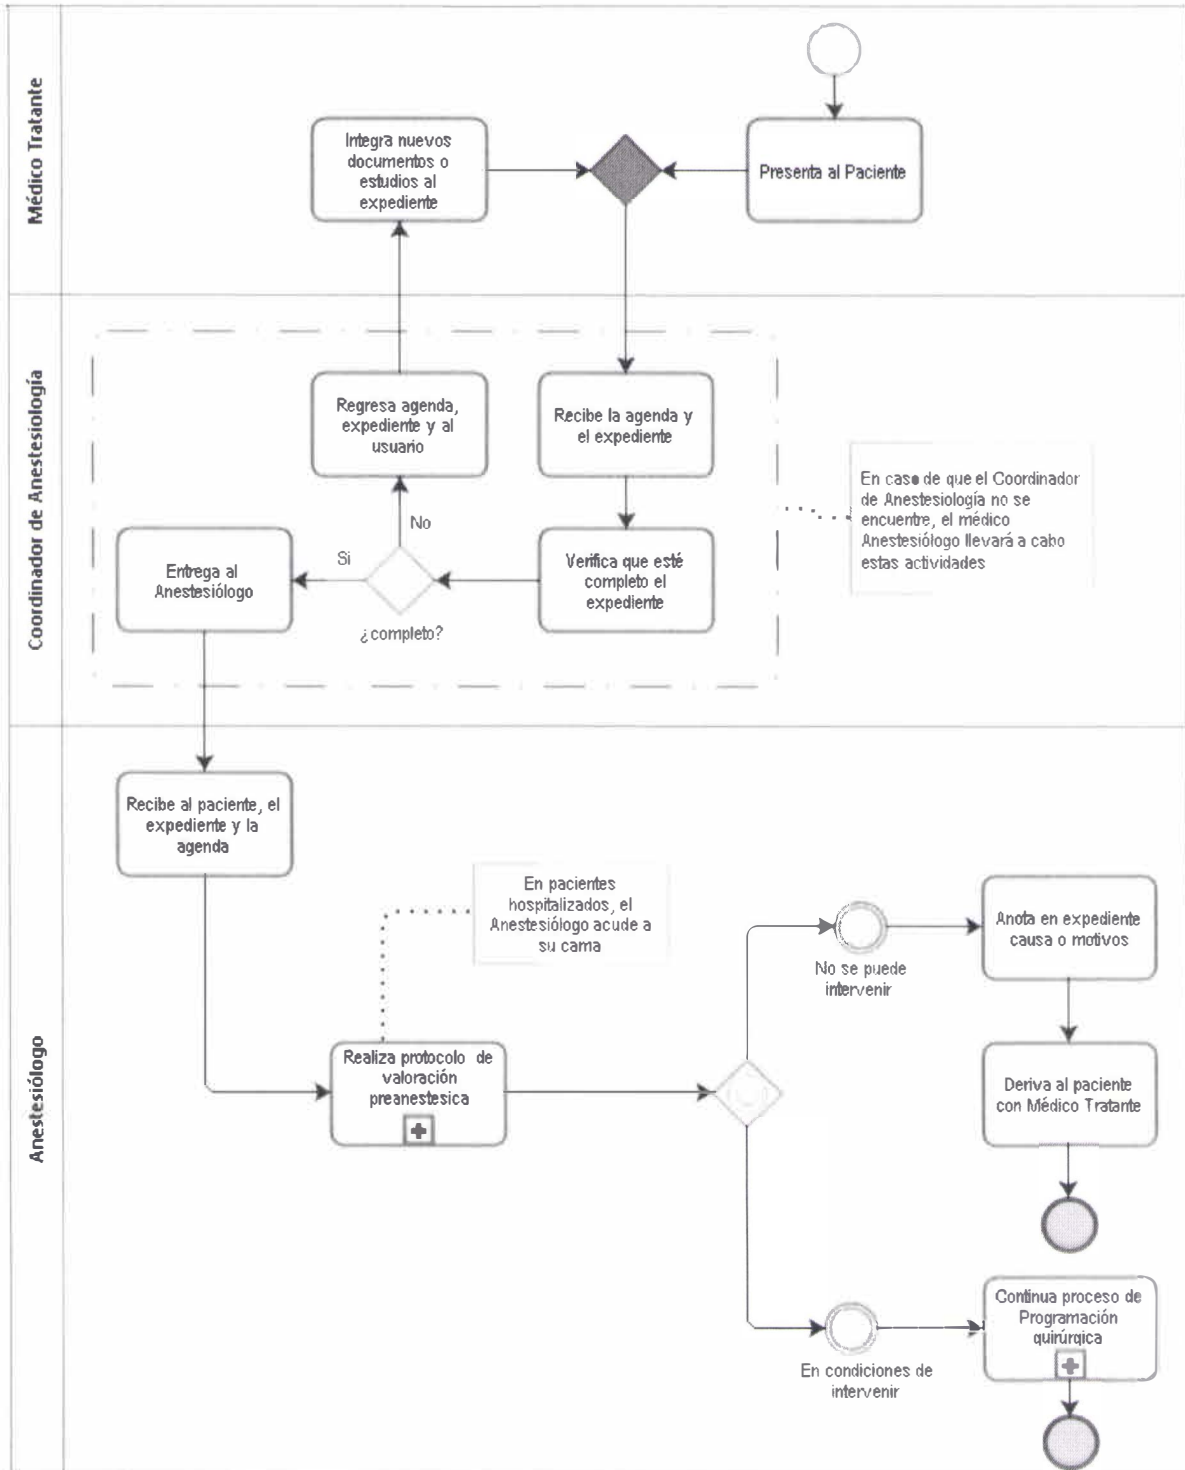 Médico Tratante
Integra nuevos
documentos o
estudios al
expediente
Presenta al Paciente
Coordinador de Anestesiología
Regresa agenda,
expediente y al
usuario
Recibe la agenda y
el expediente
En caso de que el Coordinador
de Anestesiología no se
encuentre, el médico
Anestesiólogo llevará a cabo
estas actividades
No
Si
Entrega al
Anestesiólogo
Verifica que esté
completo el
expediente
¿completo?
Anestesiólogo
Recibe al paciente, el
expediente y la
agenda
En pacientes
hospitalizados, el
Anestesiólogo acude a
su cama
Anota en expediente
causa o motivos
No se puede
intervenir
Realiza protocolo de
valoración
preanestesica
Deriva al paciente
con Médico Tratante
Continua proceso de
Programación
quirúrgica
En condiciones de
intervenir